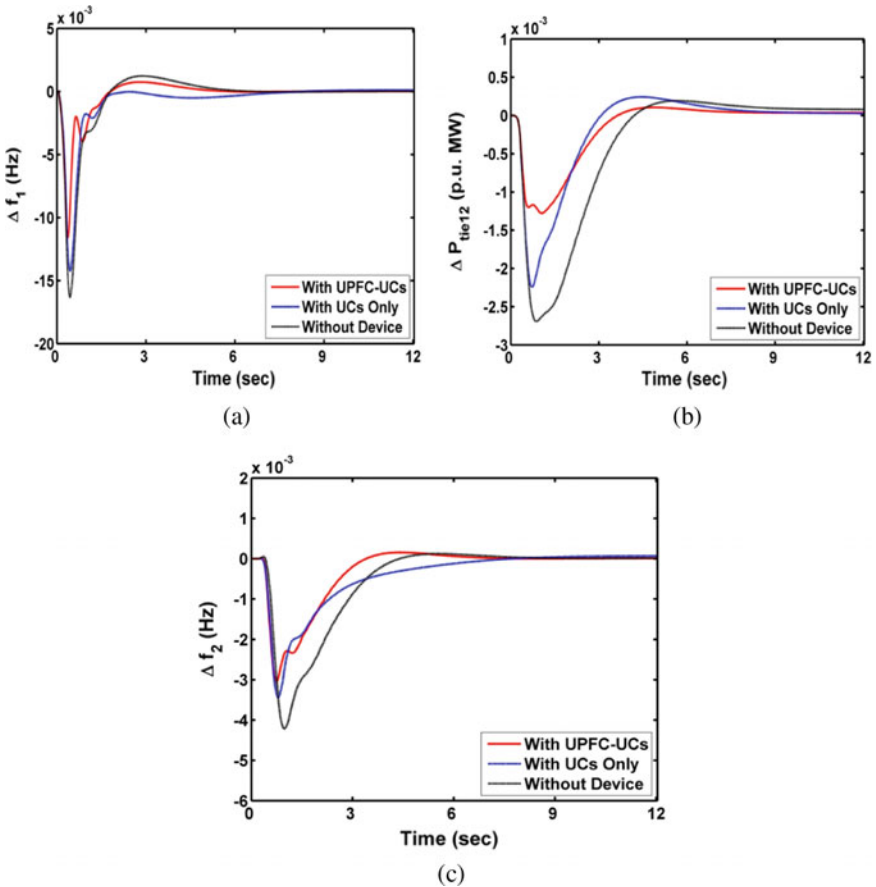 x 10⁻³
5
0
-5
-10
-15
-20
Δ f₁ (Hz)
With UPFC-UCs
With UCs Only
Without Device
0 3 6 9 12
Time (sec)
(a)
x 10⁻³
1
0.5
0
-0.5
-1
-1.5
-2
-2.5
-3
Δ Pₜᵢₑ₁₂ (p.u. MW)
With UPFC-UCs
With UCs Only
Without Device
0 3 6 9 12
Time (sec)
(b)
x 10⁻³
2
1
0
-1
-2
-3
-4
-5
-6
Δ f₂ (Hz)
With UPFC-UCs
With UCs Only
Without Device
0 3 6 9 12
Time (sec)
(c)